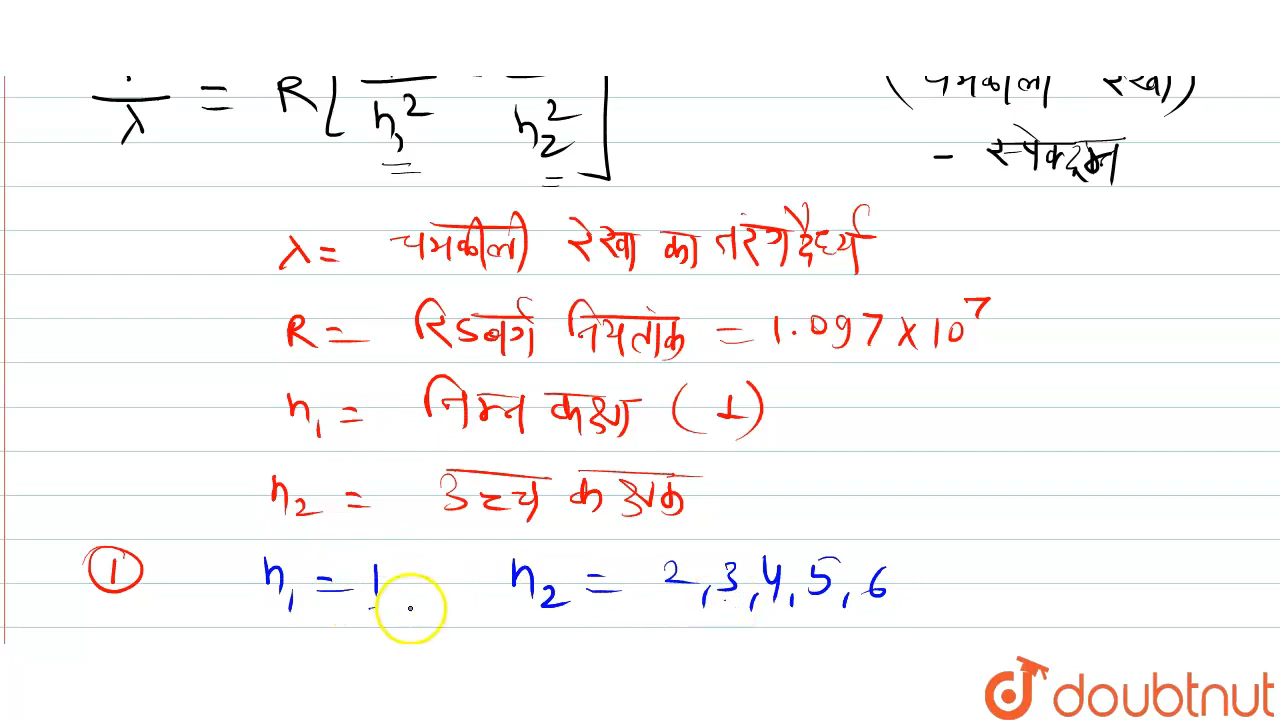 1/λ = R[1/n₁² - 1/n₂²]
(चमकीली रेखा)
- स्पेक्ट्रम
λ = चमकीली रेखा का तरंगदैर्ध्य
R = रिडबर्ग नियतांक = 1.097 x 10⁷
n₁ = निम्न कक्षा (1)
n₂ = उच्च कक्षक
① n₁ = 1, n₂ = 2, 3, 4, 5, 6
doubtnut